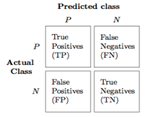 Predicted class
P N
True Positives (TP)
False Negatives (FN)
P
Actual Class
False Positives (FP)
True Negatives (TN)
N